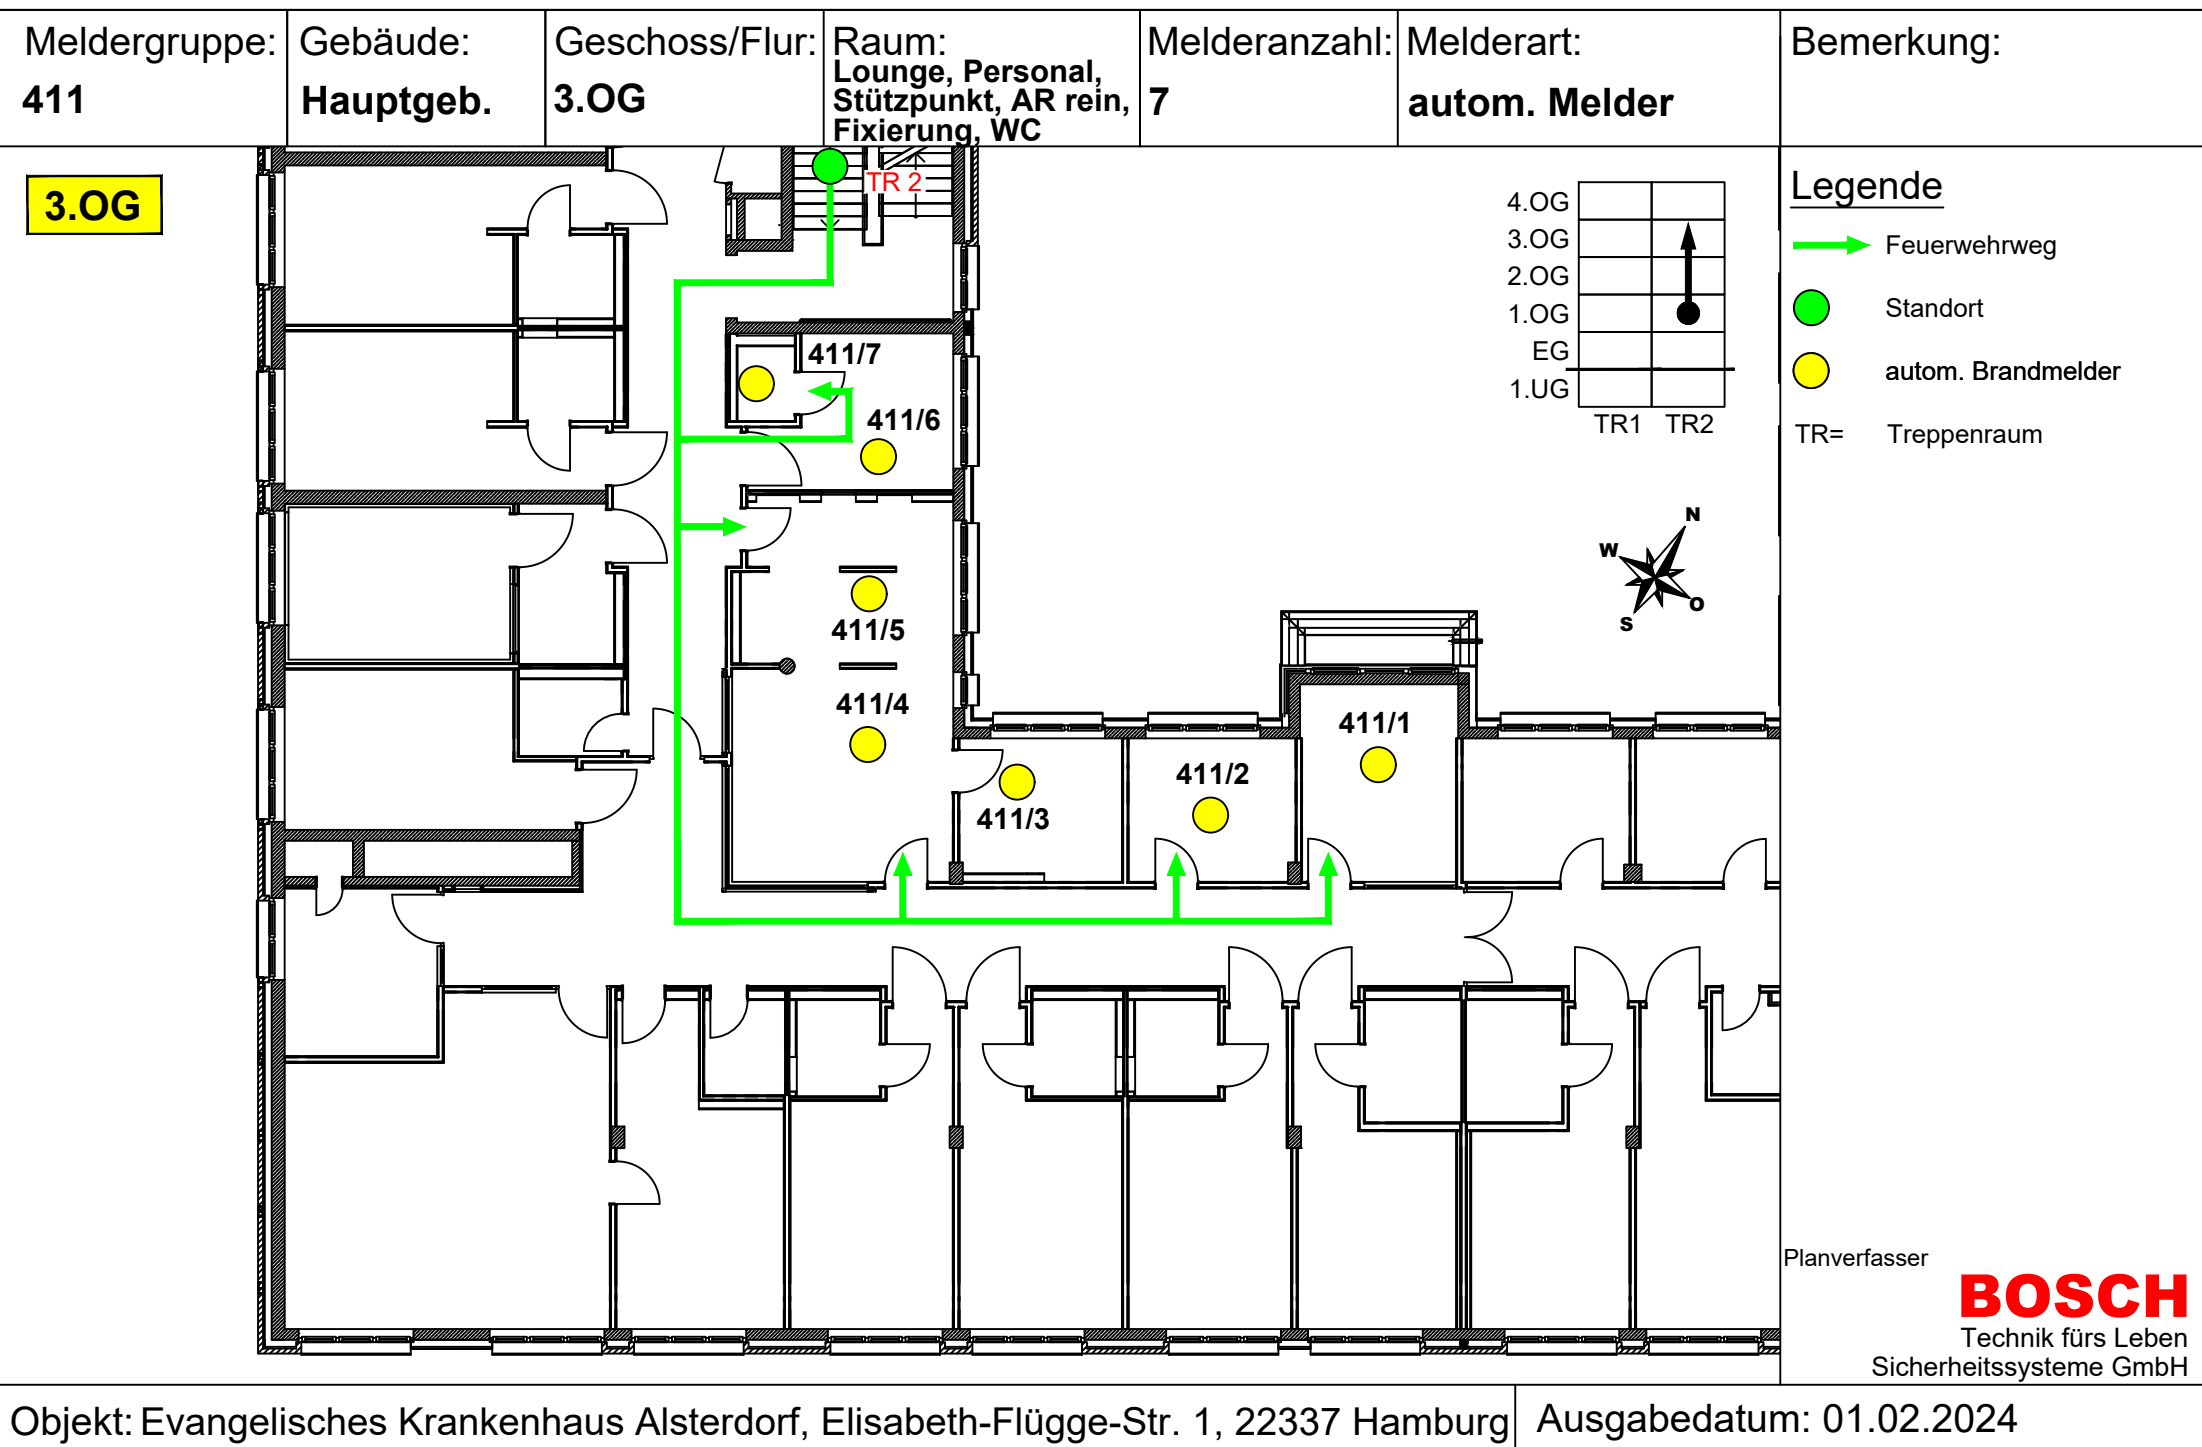 Meldergruppe:
411
Gebäude:
Hauptgeb.
Geschoss/Flur:
3.OG
Raum:
Lounge, Personal,
Stützpunkt, AR rein,
Fixierung, WC
Melderanzahl:
7
Melderart:
autom. Melder
Bemerkung:
3.OG
TR 2
411/7
411/6
411/5
411/4
411/3
411/2
411/1
4.OG
3.OG
2.OG
1.OG
EG
1.UG
TR1 TR2
N
W
O
S
Legende
Feuerwehrweg
Standort
autom. Brandmelder
TR= Treppenraum
Planverfasser
BOSCH
Technik fürs Leben
Sicherheitssysteme GmbH
Objekt: Evangelisches Krankenhaus Alsterdorf, Elisabeth-Flügge-Str. 1, 22337 Hamburg
Ausgabedatum: 01.02.2024